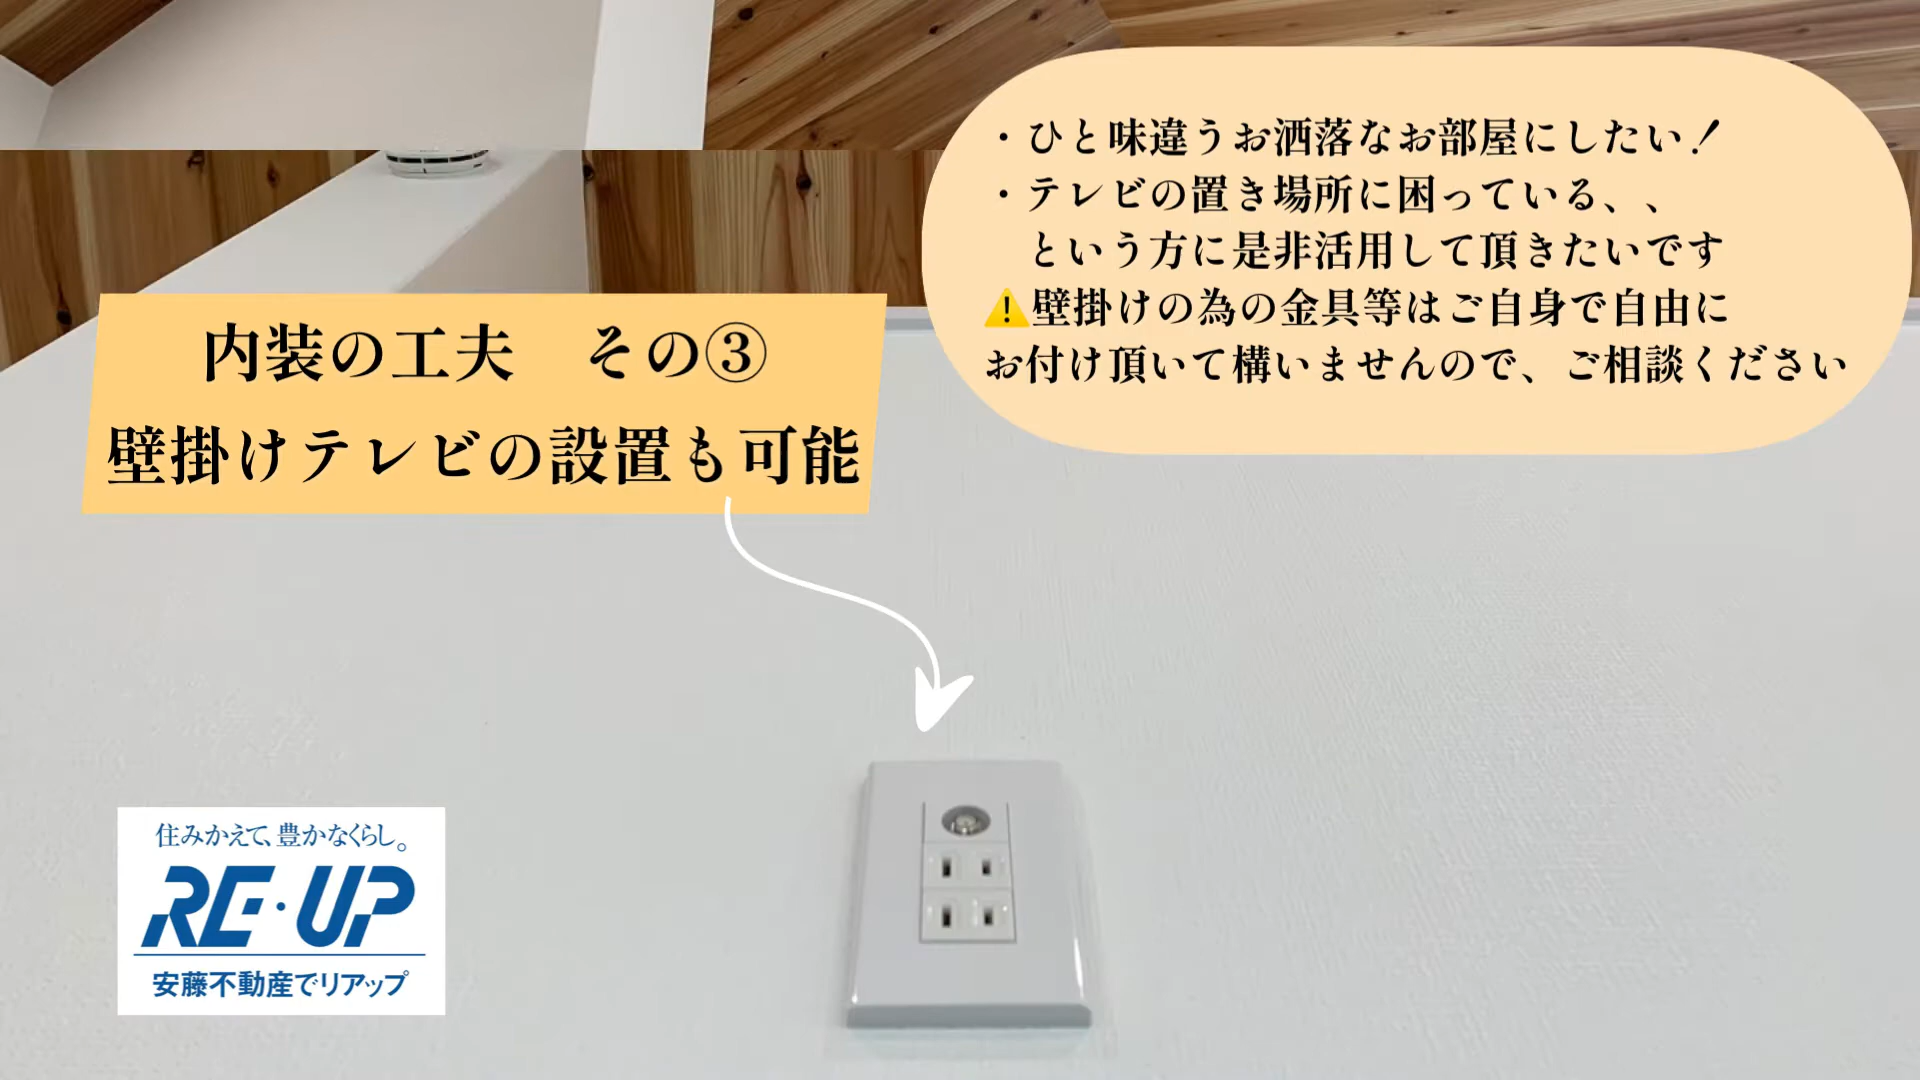 内装の工夫　その③
壁掛けテレビの設置も可能
・ひと味違うお洒落なお部屋にしたい！
・テレビの置き場所に困っている、、
という方に是非活用して頂きたいです
⚠️壁掛けの為の金具等はご自身で自由に
お付け頂いて構いませんので、ご相談ください
住みかえて、豊かなくらし。
RE・UP
安藤不動産でリアップ